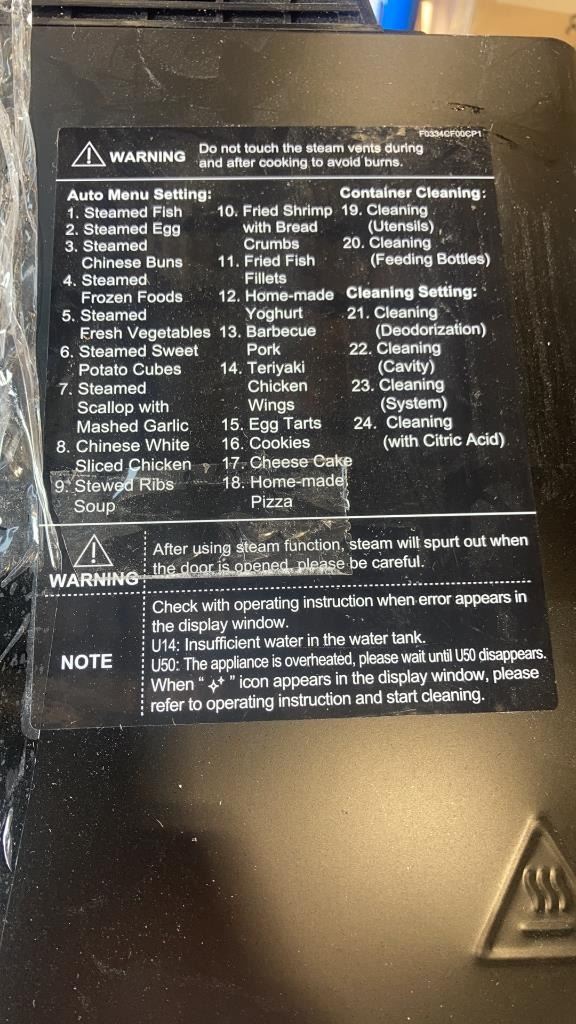 F0334CF00CP1
WARNING
Do not touch the steam vents during
and after cooking to avoid burns.
Auto Menu Setting:
1. Steamed Fish
2. Steamed Egg
3. Steamed
Chinese Buns
4. Steamed
Frozen Foods
5. Steamed
Fresh Vegetables
6. Steamed Sweet
Potato Cubes
7. Steamed
Scallop with
Mashed Garlic
8. Chinese White
Sliced Chicken
9. Stewed Ribs
Soup
10. Fried Shrimp
with Bread
Crumbs
11. Fried Fish
Fillets
12. Home-made
Yoghurt
13. Barbecue
Pork
14. Teriyaki
Chicken
Wings
15. Egg Tarts
16. Cookies
17. Cheese Cake
18. Home-made
Pizza
Container Cleaning:
19. Cleaning
(Utensils)
20. Cleaning
(Feeding Bottles)
Cleaning Setting:
21. Cleaning
(Deodorization)
22. Cleaning
(Cavity)
23. Cleaning
(System)
24. Cleaning
(with Citric Acid)
WARNING
After using steam function, steam will spurt out when
the door is opened, please be careful.
NOTE
Check with operating instruction when error appears in
the display window.
U14: Insufficient water in the water tank.
U50: The appliance is overheated, please wait until U50 disappears.
When " " icon appears in the display window, please
refer to operating instruction and start cleaning.